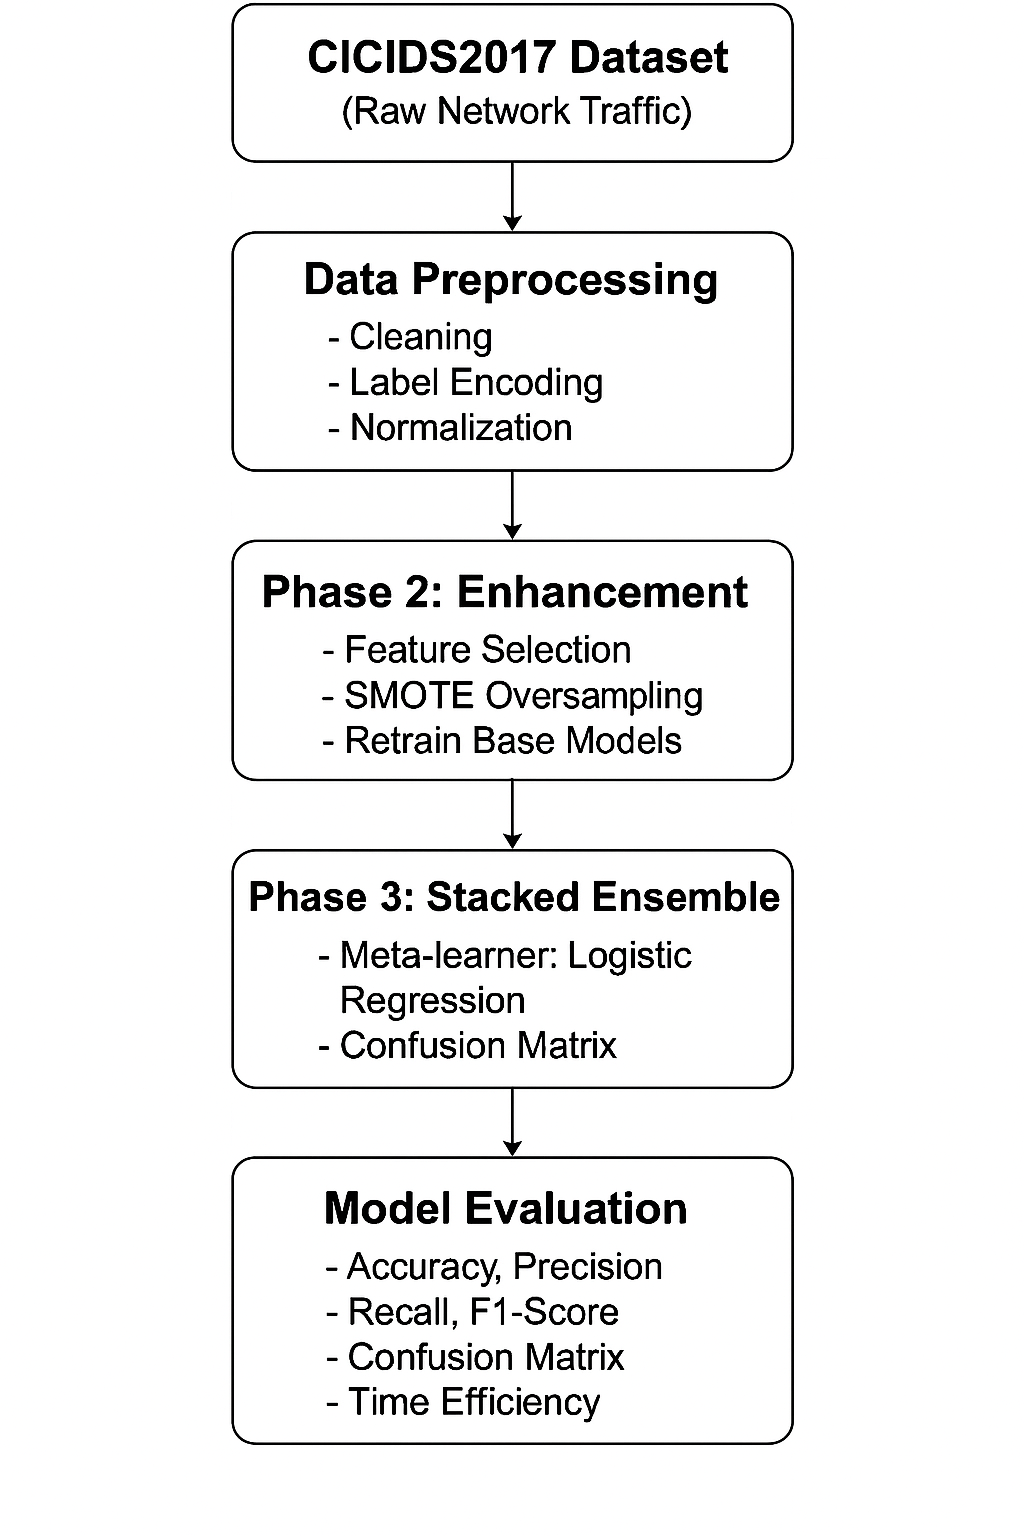 CICIDS2017 Dataset
(Raw Network Traffic)
Data Preprocessing
- Cleaning
- Label Encoding
- Normalization
Phase 2: Enhancement
- Feature Selection
- SMOTE Oversampling
- Retrain Base Models
Phase 3: Stacked Ensemble
- Meta-learner: Logistic
Regression
- Confusion Matrix
Model Evaluation
- Accuracy, Precision
- Recall, F1-Score
- Confusion Matrix
- Time Efficiency